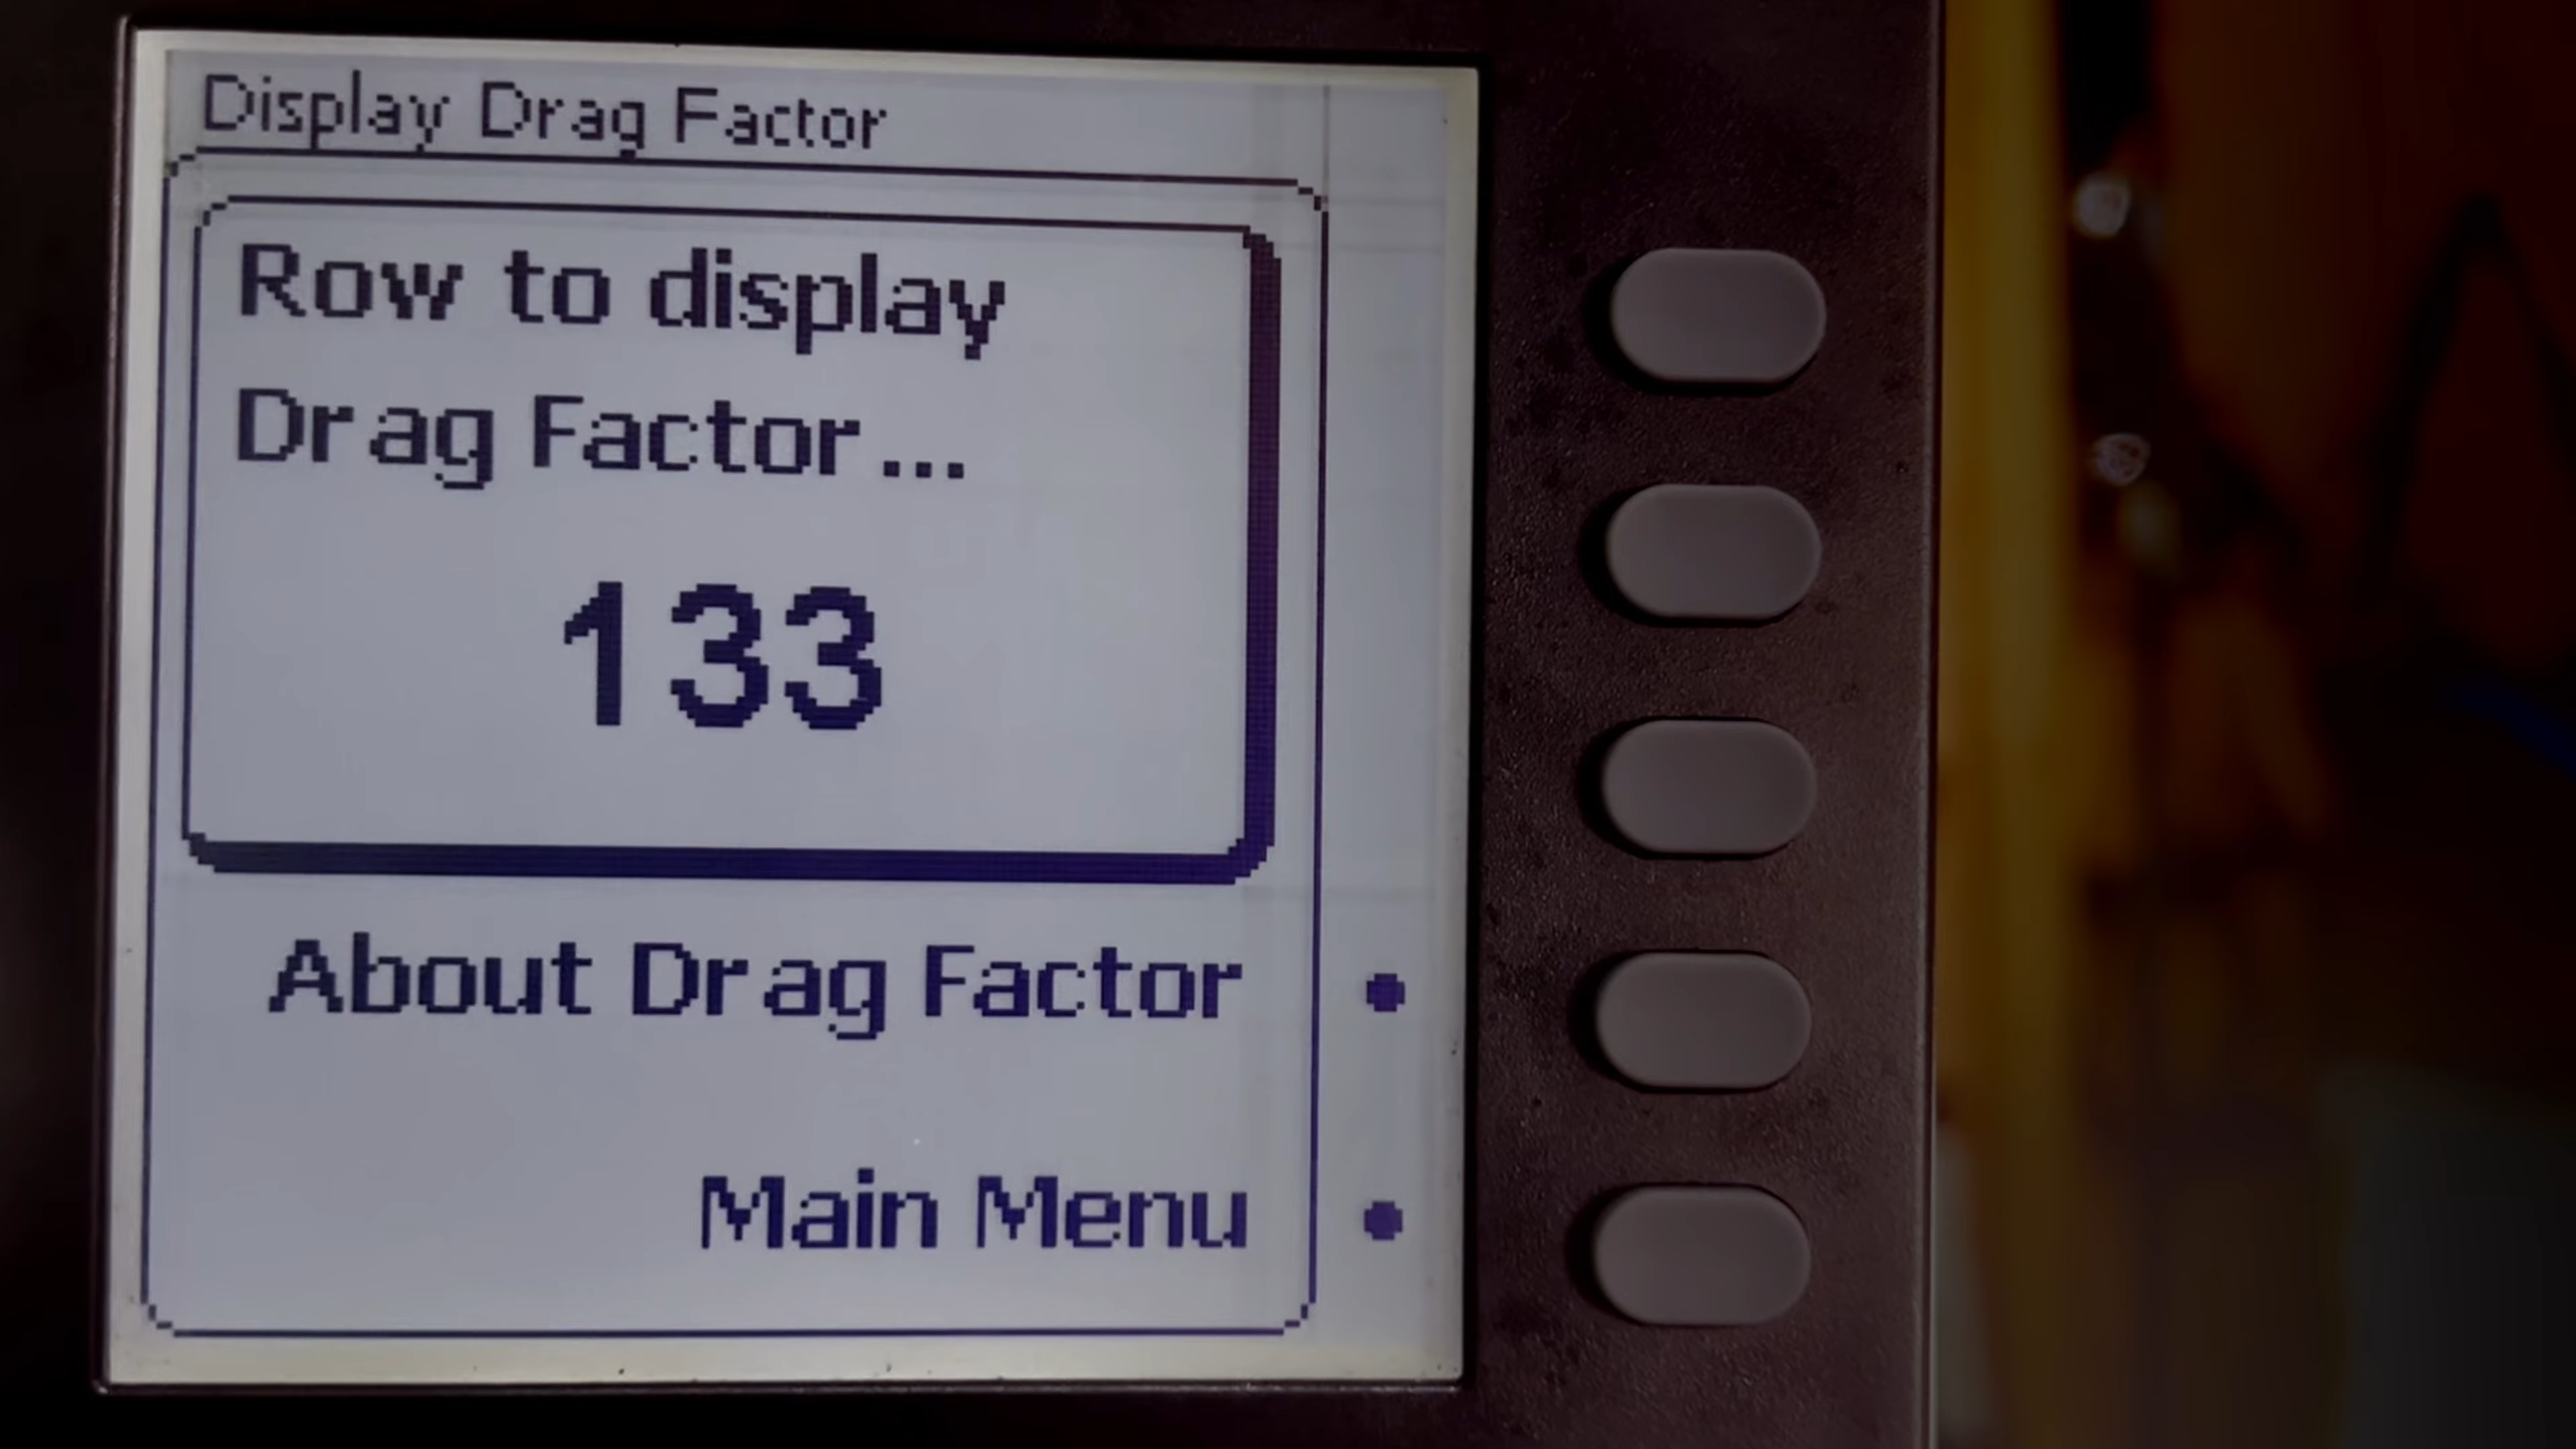 Display Drag Factor
Row to display
Drag Factor...
133
About Drag Factor
Main Menu